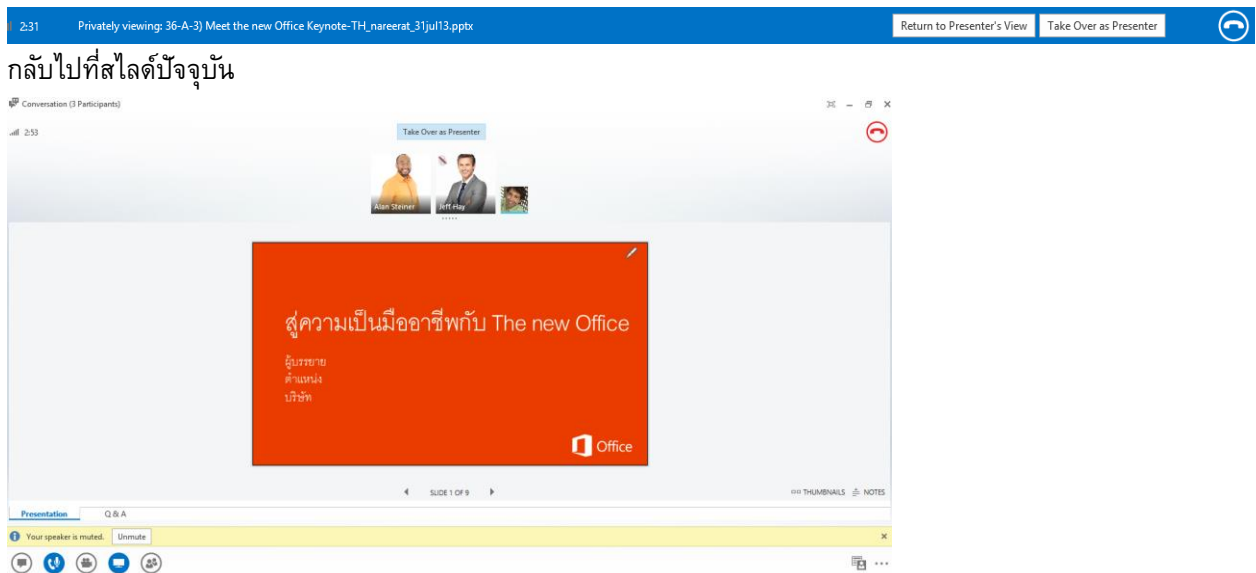 2:31 Privately viewing: 36-A-3) Meet the new Office Keynote-TH_nareerat_31jul13.pptx Return to Presenter's View Take Over as Presenter
กลับไปที่สไลด์ปัจจุบัน
Conversation (3 Participants)
2:53 Take Over as Presenter
Alan Steiner Jeff Hay
สู่ความเป็นมืออาชีพกับ The new Office
ผู้บรรยาย
ตำแหน่ง
บริษัท
Office
SLIDE 1 OF 9 THUMBNAILS NOTES
Presentation Q & A
Your speaker is muted. Unmute